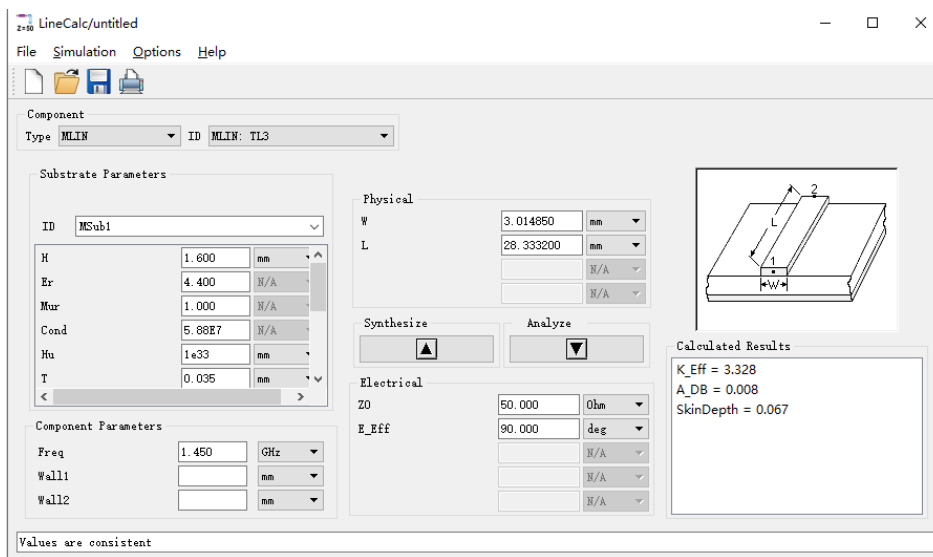 Z=50 LineCalc/untitled
File Simulation Options Help
Component
Type MLIN ID MLIN: TL3
Substrate Parameters
ID MSub1
H 1.600 mm
Er 4.400 N/A
Mur 1.000 N/A
Cond 5.88E7 N/A
Hu 1e33 mm
T 0.035 mm
Component Parameters
Freq 1.450 GHz
Wall1 mm
Wall2 mm
Physical
W 3.014850 mm
L 28.333200 mm
N/A
N/A
Synthesize Analyze
Electrical
Z0 50.000 Ohm
E_Eff 90.000 deg
N/A
N/A
N/A
2
L
1
W
Calculated Results
K_Eff = 3.328
A_DB = 0.008
SkinDepth = 0.067
Values are consistent